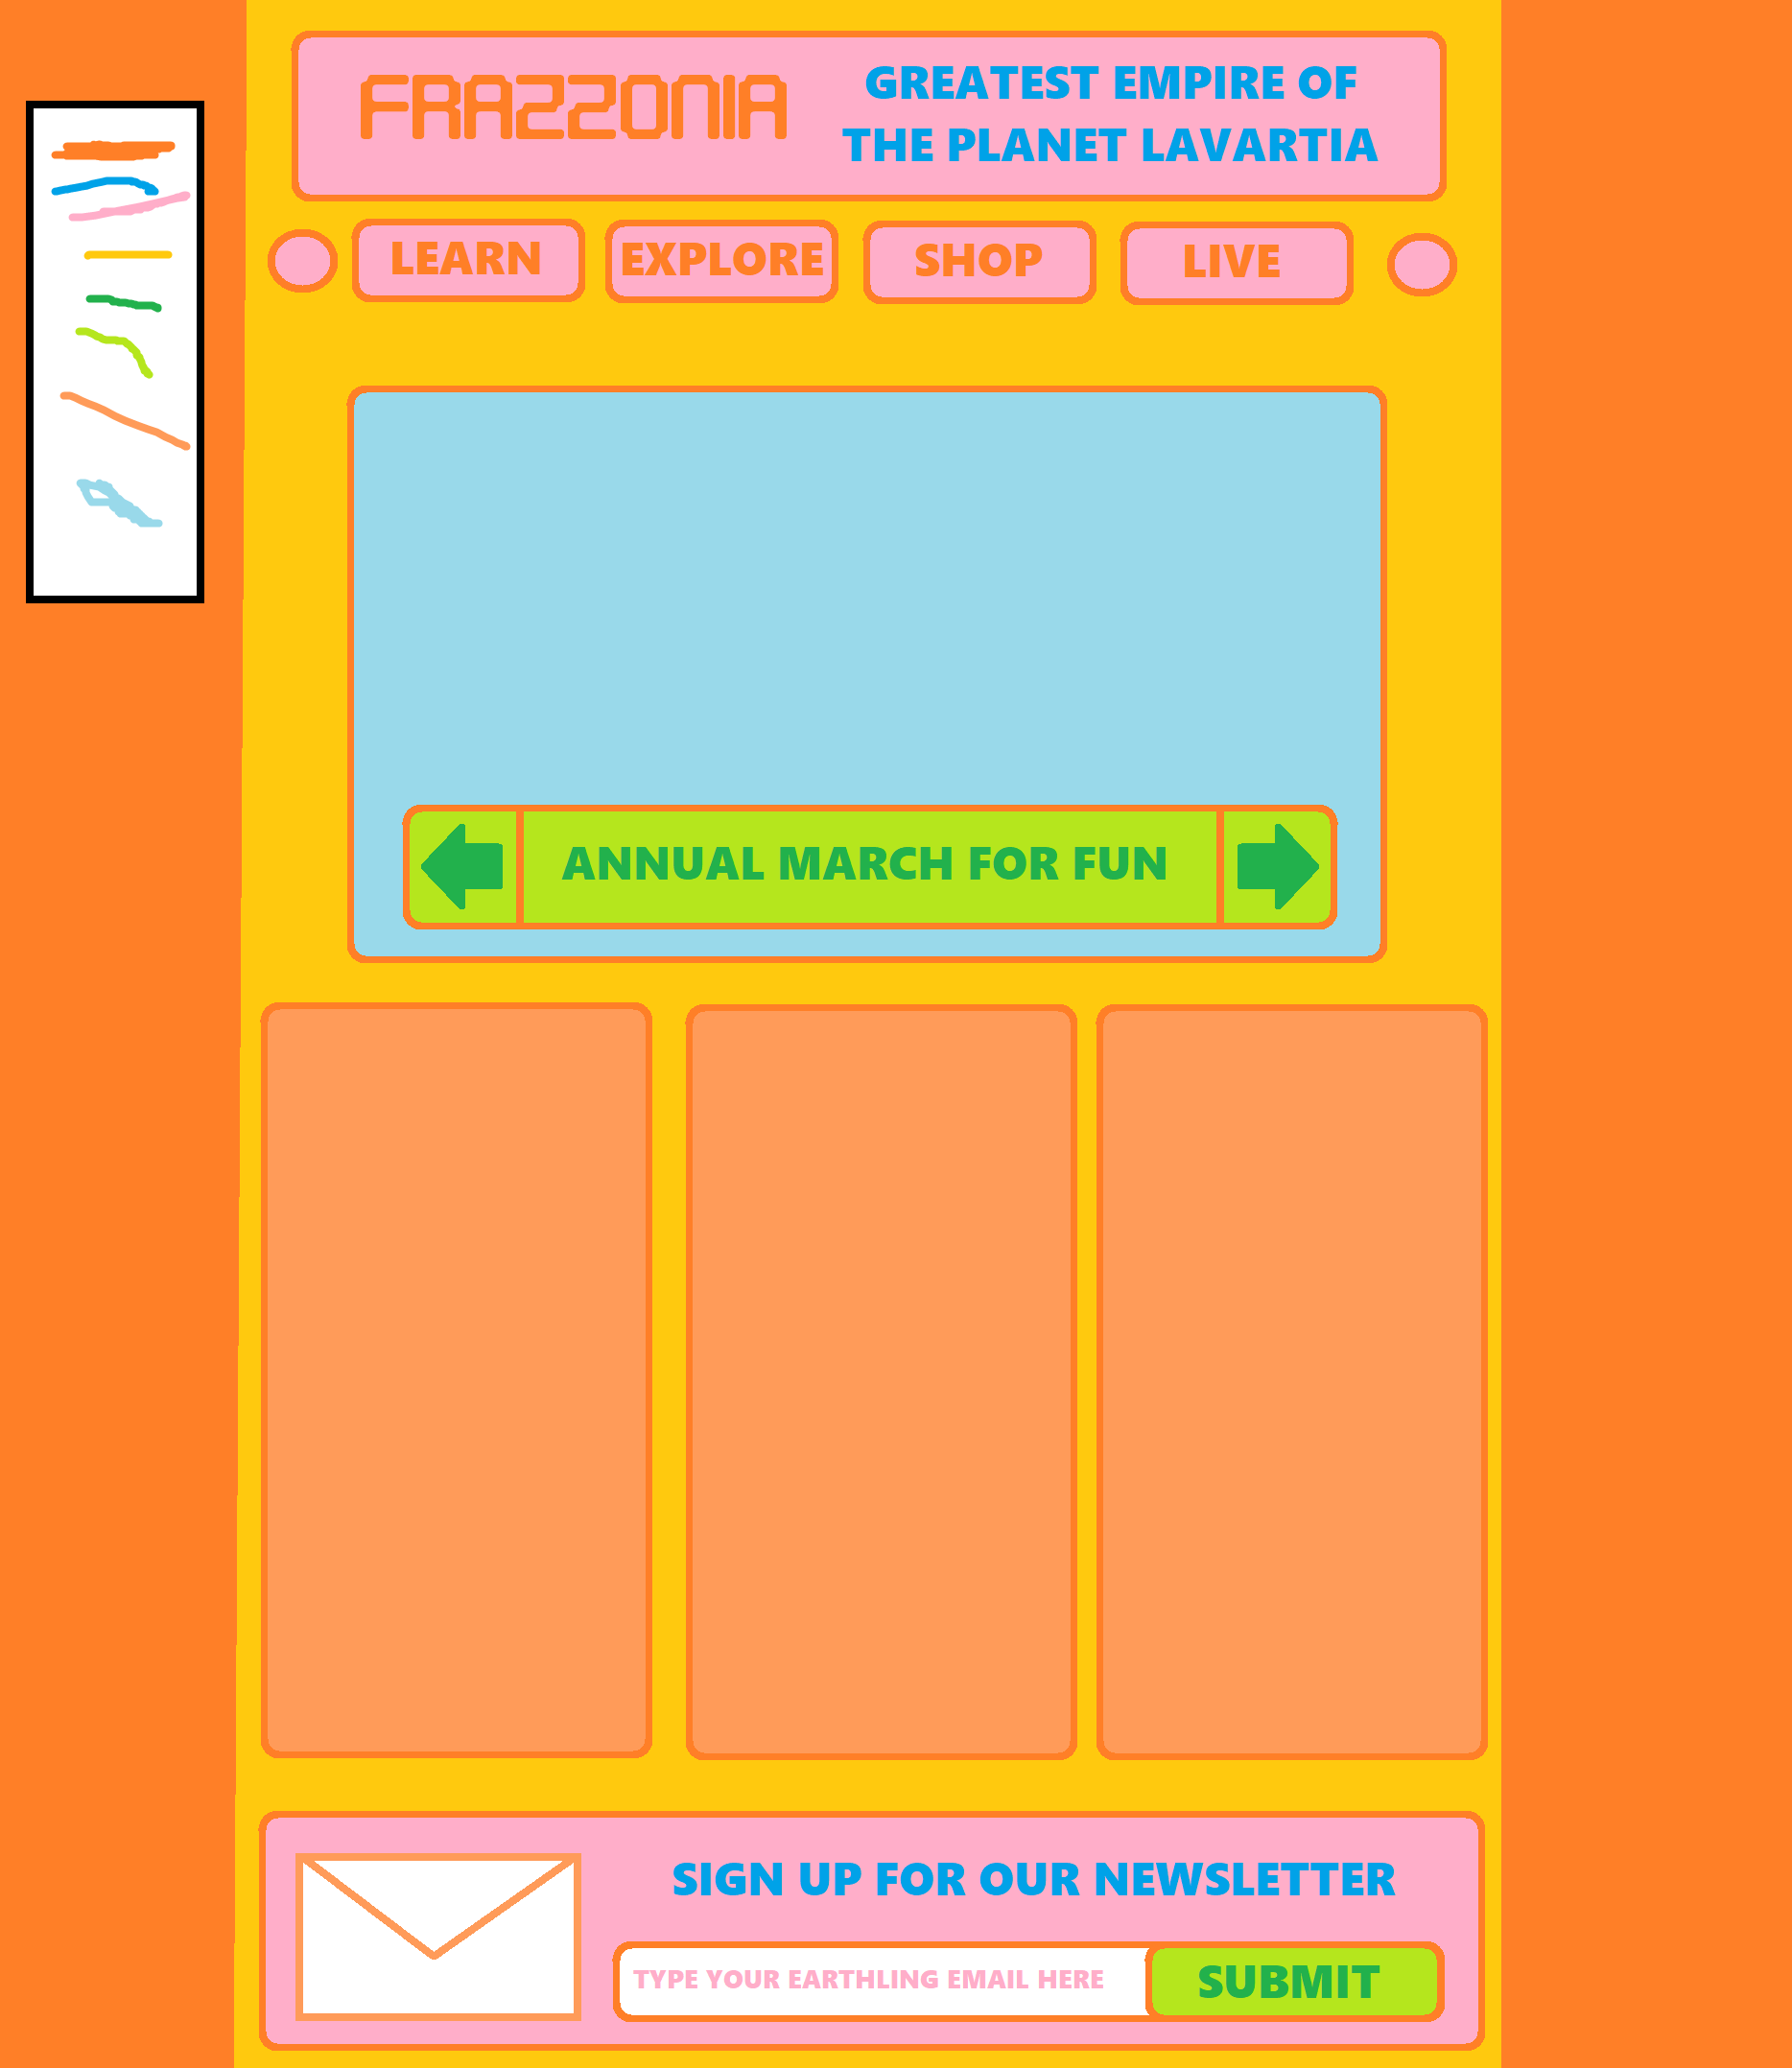 FRAZZONIA
GREATEST EMPIRE OF
THE PLANET LAVARTIA
LEARN
EXPLORE
SHOP
LIVE
ANNUAL MARCH FOR FUN
SIGN UP FOR OUR NEWSLETTER
TYPE YOUR EARTHLING EMAIL HERE
SUBMIT